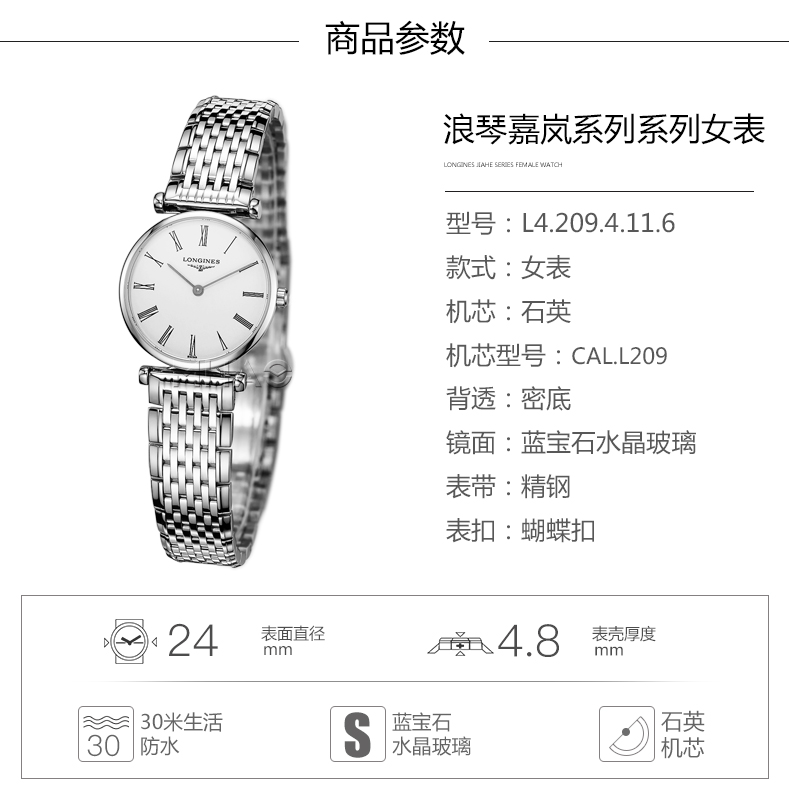 商品参数
浪琴嘉岚系列系列女表
LONGINES JIAHE SERIES FEMALE WATCH
型号：L4.209.4.11.6
款式：女表
机芯：石英
机芯型号：CAL.L209
背透：密底
镜面：蓝宝石水晶玻璃
表带：精钢
表扣：蝴蝶扣
LONGINES
24 表面直径
mm
4.8 表壳厚度
mm
30 30米生活
防水
S 蓝宝石
水晶玻璃
石英
机芯